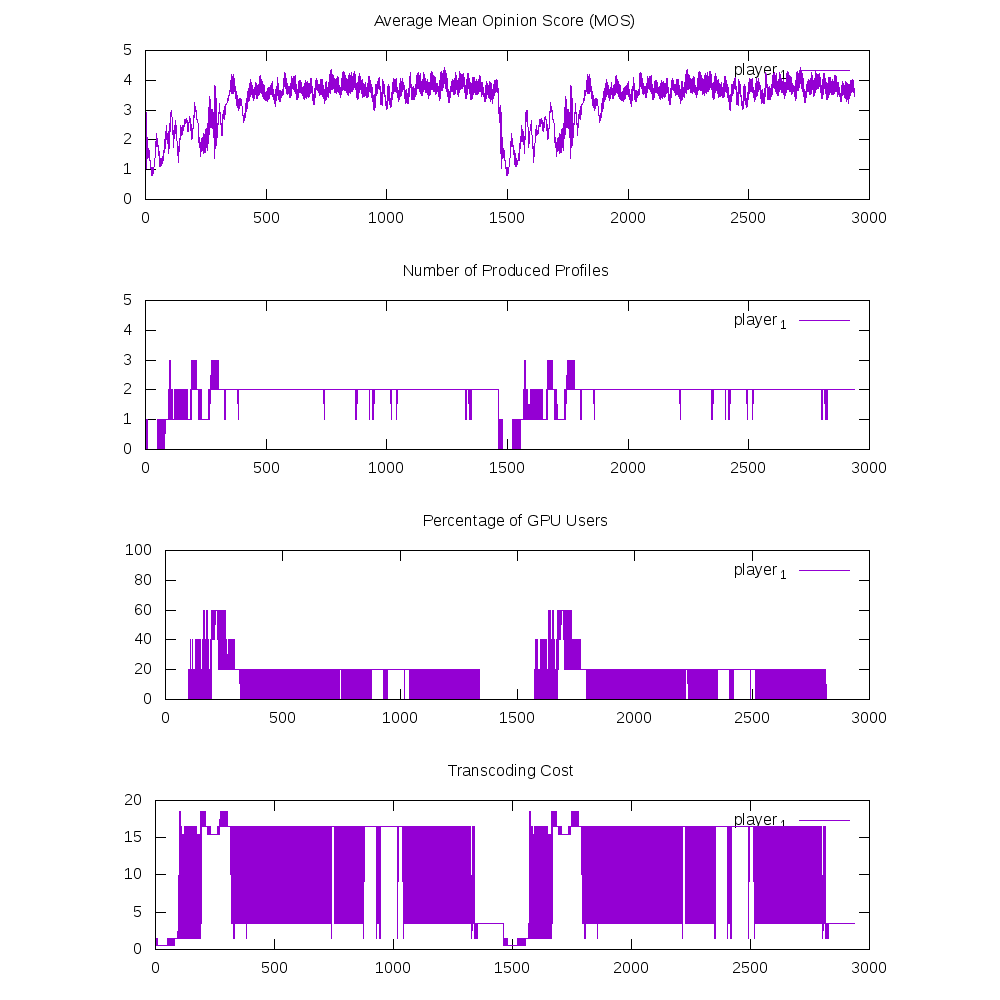 Average Mean Opinion Score (MOS)
5
4
3
2
1
0
player 1
0 500 1000 1500 2000 2500 3000
Number of Produced Profiles
5
4
3
2
1
0
player 1
0 500 1000 1500 2000 2500 3000
Percentage of GPU Users
100
80
60
40
20
0
player 1
0 500 1000 1500 2000 2500 3000
Transcoding Cost
20
15
10
5
0
player 1
0 500 1000 1500 2000 2500 3000